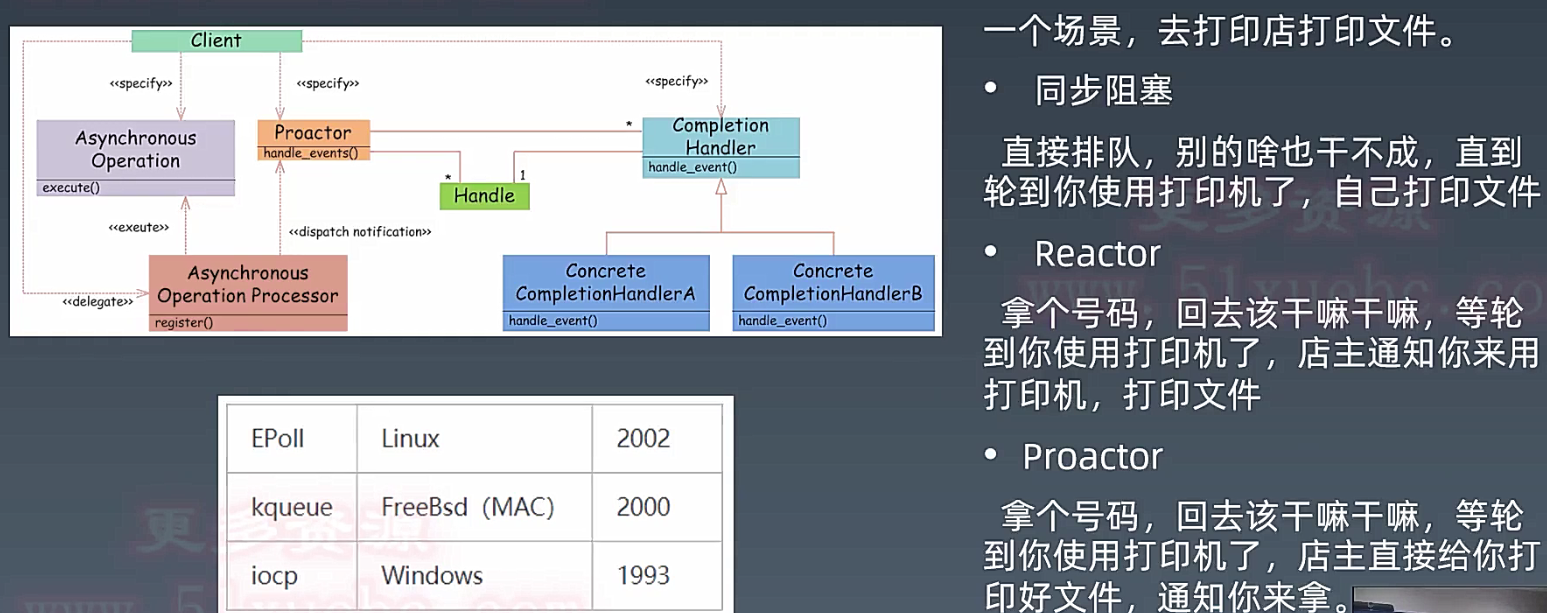 Client
<<specify>>
<<specify>>
<<specify>>
Asynchronous
Operation
execute()
Proactor
handle_events()
*
Completion
Handler
handle_event()
*
1
Handle
<<exeute>>
<<dispatch notification>>
<<delegate>>
Asynchronous
Operation Processor
register()
Concrete
CompletionHandlerA
handle_event()
Concrete
CompletionHandlerB
handle_event()
EPoll Linux 2002
kqueue FreeBsd（MAC） 2000
iocp Windows 1993
一个场景，去打印店打印文件。
• 同步阻塞
直接排队，别的啥也干不成，直到
轮到你使用打印机了，自己打印文件
• Reactor
拿个号码，回去该干嘛干嘛，等轮
到你使用打印机了，店主通知你来用
打印机，打印文件
• Proactor
拿个号码，回去该干嘛干嘛，等轮
到你使用打印机了，店主直接给你打
印好文件，通知你来拿。
更多资源
更多资源